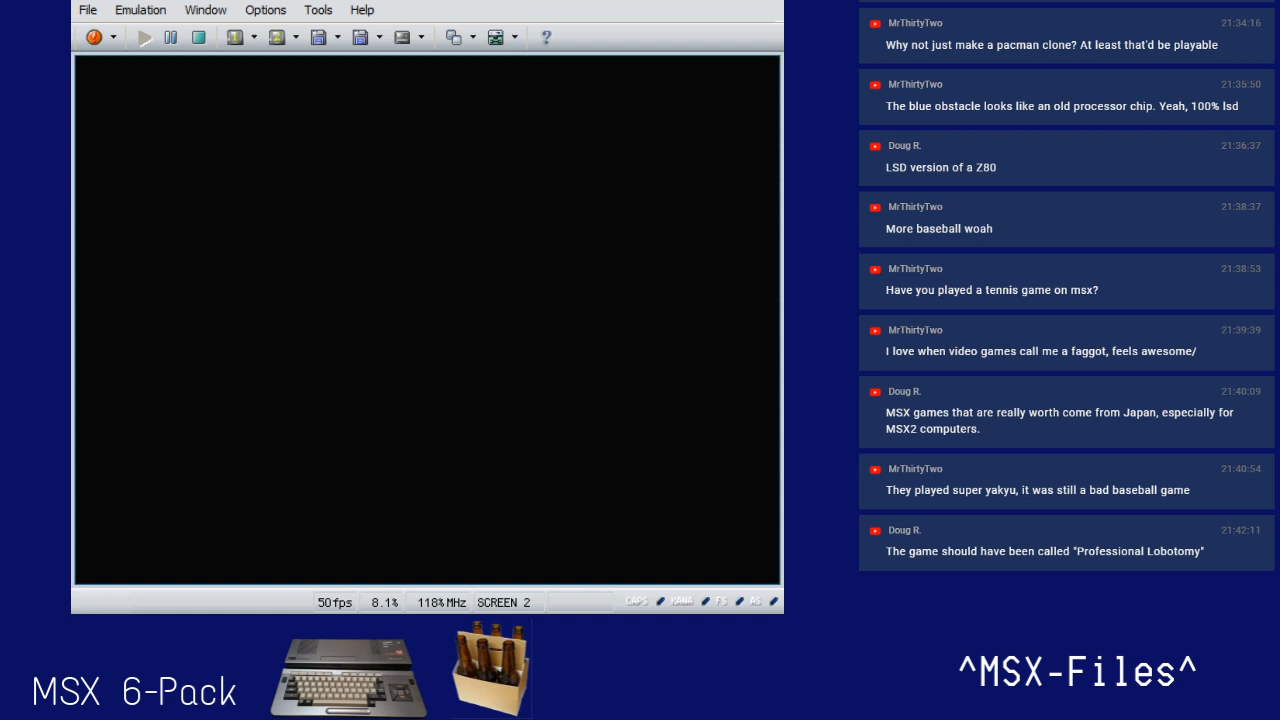 File Emulation Window Options Tools Help
50fps 8.1% 118%MHz SCREEN 2 CAPS KANA FS AS
MSX 6-Pack
MrThirtyTwo 21:34:16
Why not just make a pacman clone? At least that'd be playable
MrThirtyTwo 21:35:50
The blue obstacle looks like an old processor chip. Yeah, 100% lsd
Doug R. 21:36:37
LSD version of a Z80
MrThirtyTwo 21:38:37
More baseball woah
MrThirtyTwo 21:38:53
Have you played a tennis game on msx?
MrThirtyTwo 21:39:39
I love when video games call me a faggot, feels awesome/
Doug R. 21:40:09
MSX games that are really worth come from Japan, especially for
MSX2 computers.
MrThirtyTwo 21:40:54
They played super yakyu, it was still a bad baseball game
Doug R. 21:42:11
The game should have been called "Professional Lobotomy"
^MSX-Files^